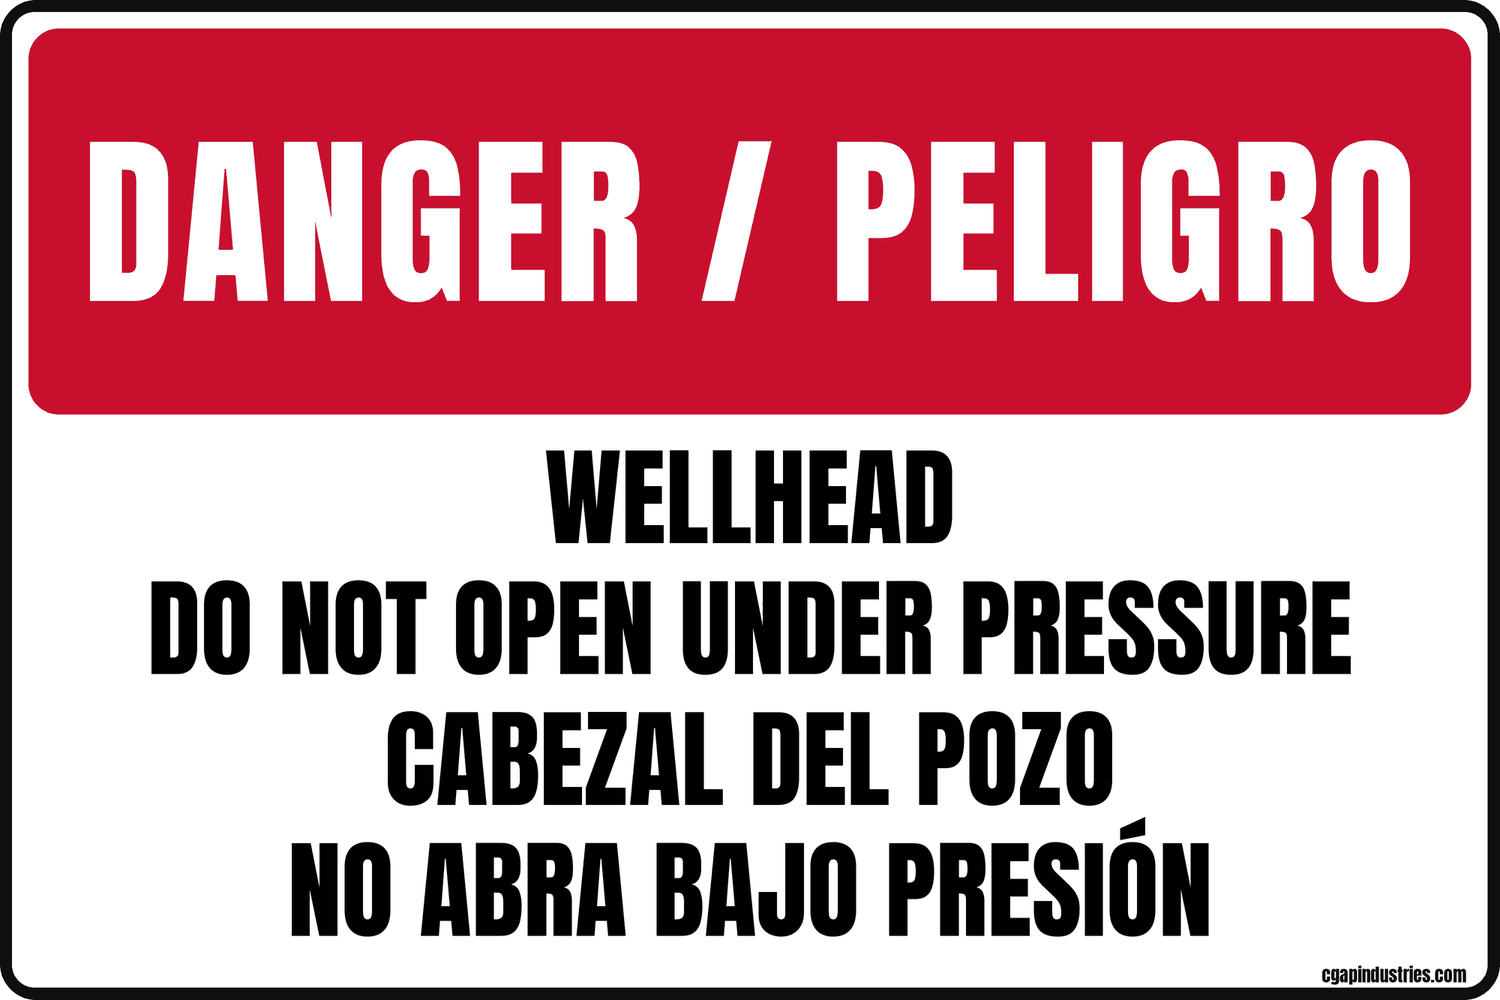 DANGER / PELIGRO
WELLHEAD
DO NOT OPEN UNDER PRESSURE
CABEZAL DEL POZO
NO ABRA BAJO PRESIÓN
cgapindustries.com